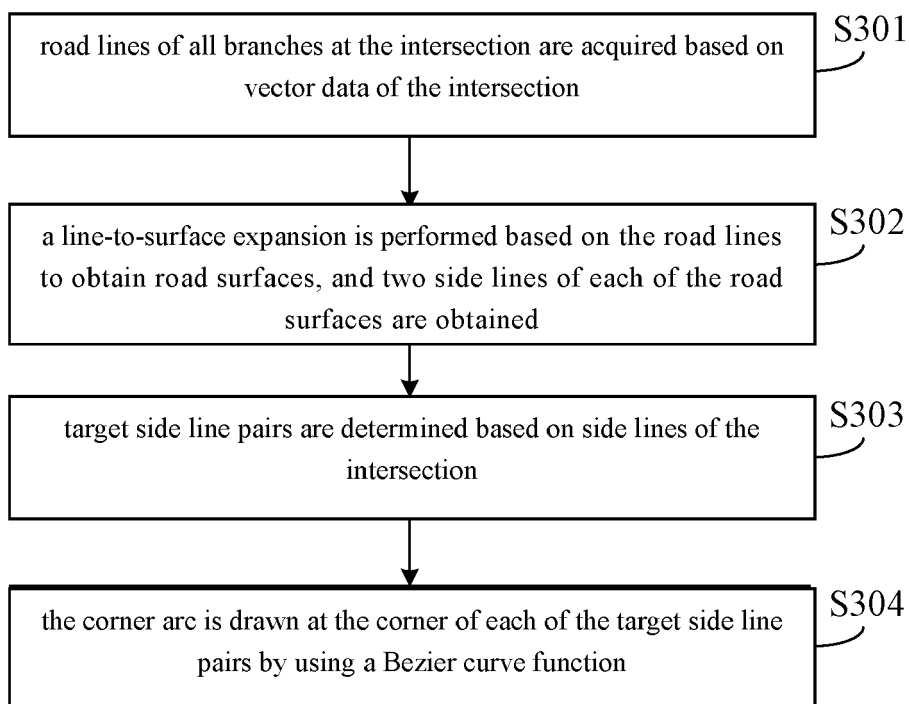 S301
road lines of all branches at the intersection are acquired based on
vector data of the intersection
S302
a line-to-surface expansion is performed based on the road lines
to obtain road surfaces, and two side lines of each of the road
surfaces are obtained
S303
target side line pairs are determined based on side lines of the
intersection
S304
the corner arc is drawn at the corner of each of the target side line
pairs by using a Bezier curve function